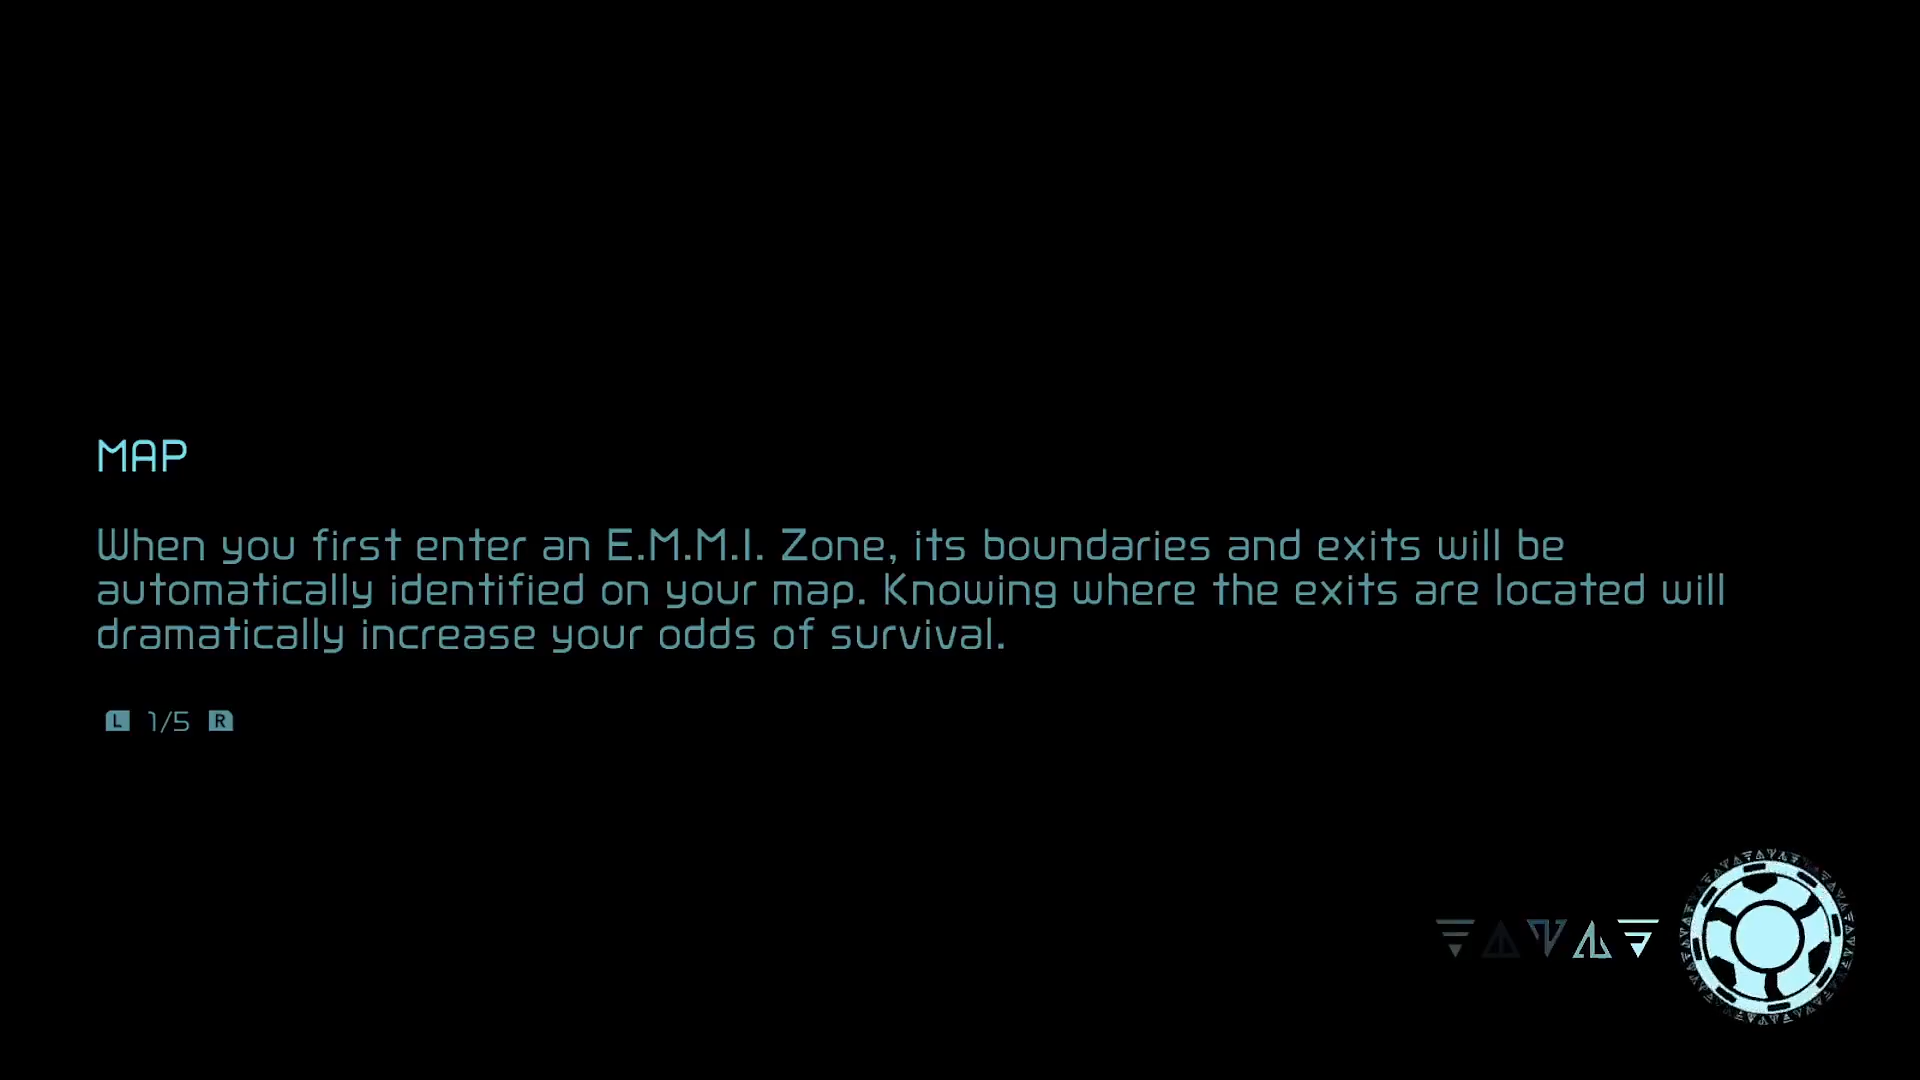 MAP
When you first enter an E.M.M.I. Zone, its boundaries and exits will be
automatically identified on your map. Knowing where the exits are located will
dramatically increase your odds of survival.
L 1/5 R